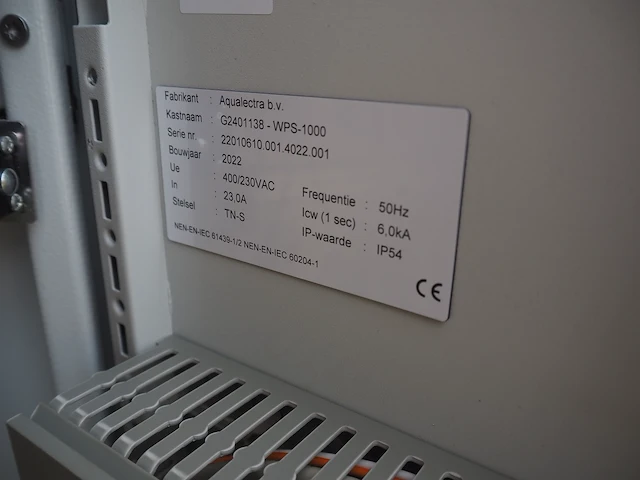 Fabrikant : Aqualectra b.v.
Kastnaam : G2401138 - WPS-1000
Serie nr. : 22010610.001.4022.001
Bouwjaar : 2022
Ue : 400/230VAC Frequentie : 50Hz
In : 23,0A Icw (1 sec) : 6,0kA
Stelsel : TN-S IP-waarde : IP54
NEN-EN-IEC 61439-1/2 NEN-EN-IEC 60204-1
CE